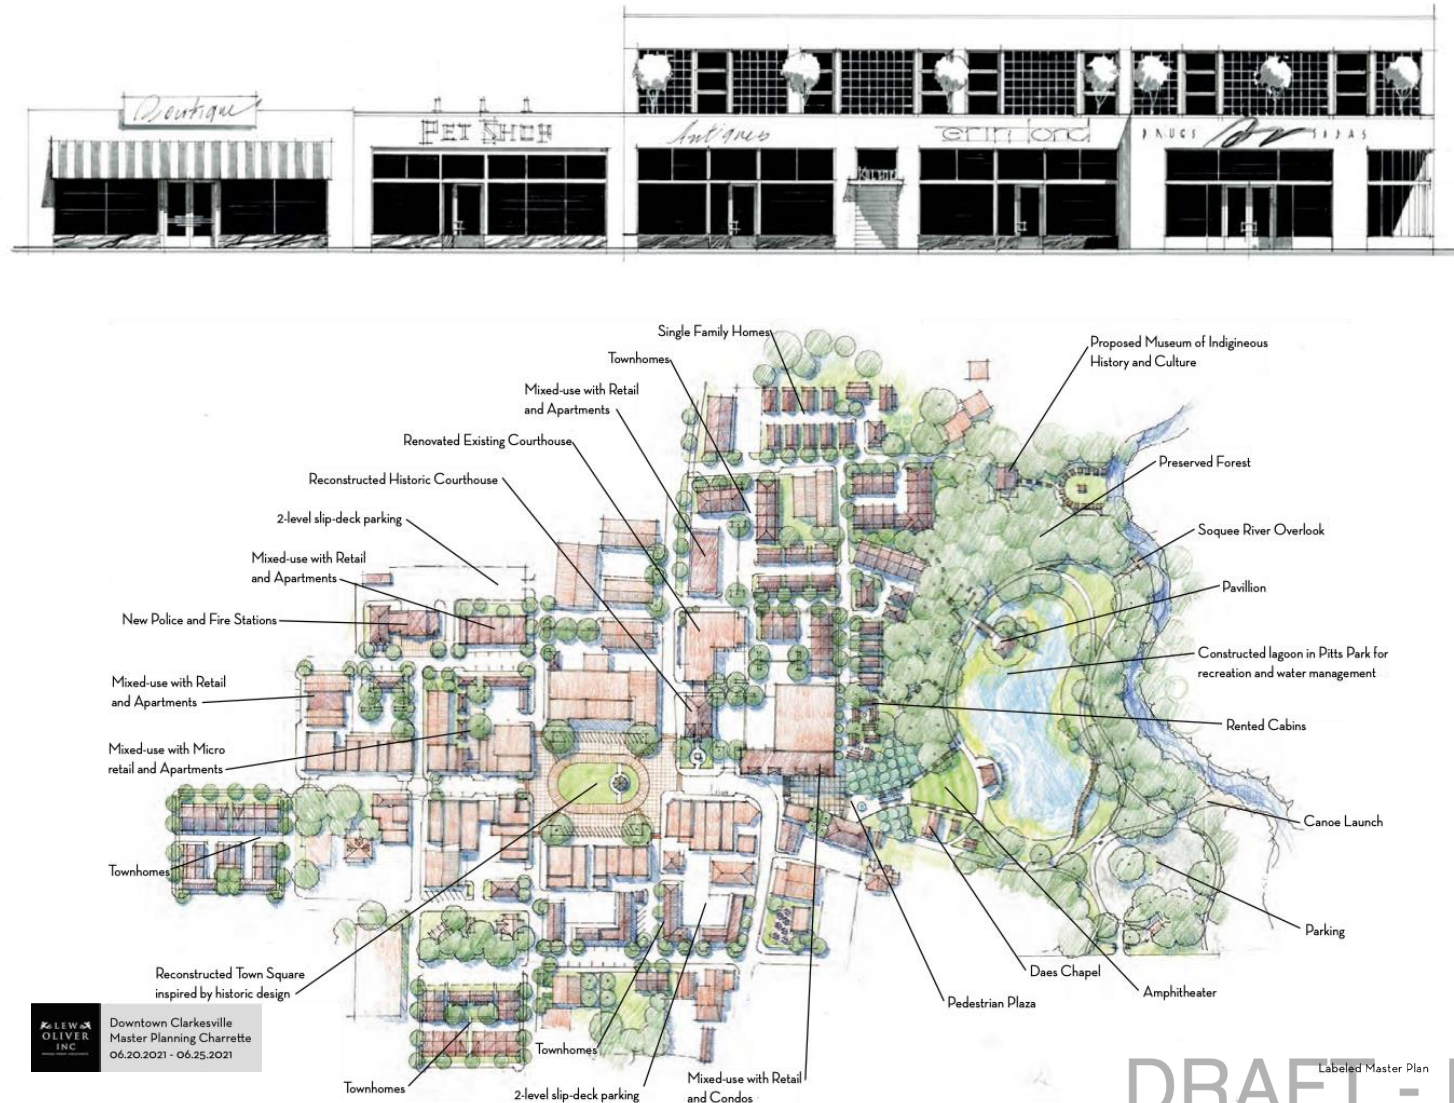 Boutique
PET SHOP
Antiques
DRUGS
SODAS
Single Family Homes
Proposed Museum of Indigineous
History and Culture
Townhomes
Mixed-use with Retail
and Apartments
Renovated Existing Courthouse
Preserved Forest
Reconstructed Historic Courthouse
2-level slip-deck parking
Soquee River Overlook
Mixed-use with Retail
and Apartments
Pavillion
New Police and Fire Stations
Constructed lagoon in Pitts Park for
recreation and water management
Mixed-use with Retail
and Apartments
Rented Cabins
Mixed-use with Micro
retail and Apartments
Canoe Launch
Townhomes
Parking
Reconstructed Town Square
inspired by historic design
Daes Chapel
Amphitheater
Pedestrian Plaza
LEW
OLIVER
INC
Downtown Clarkesville
Master Planning Charrette
06.20.2021 - 06.25.2021
Townhomes
Townhomes
2-level slip-deck parking
Mixed-use with Retail
and Condos
Labeled Master Plan
DRAFT -